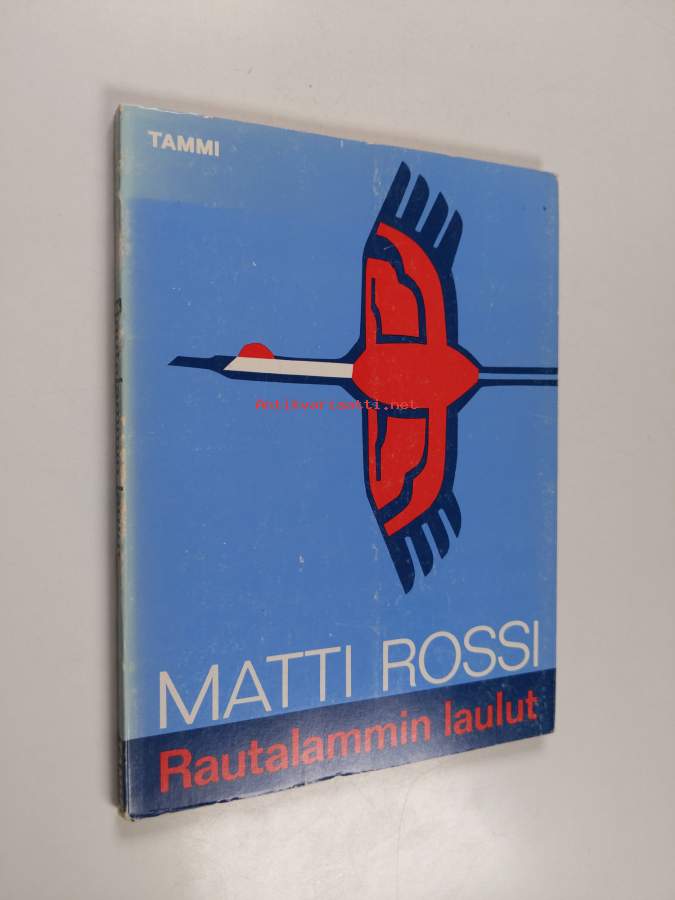 TAMMI
Antikvariaatti.net
MATTI ROSSI
Rautalammin laulut